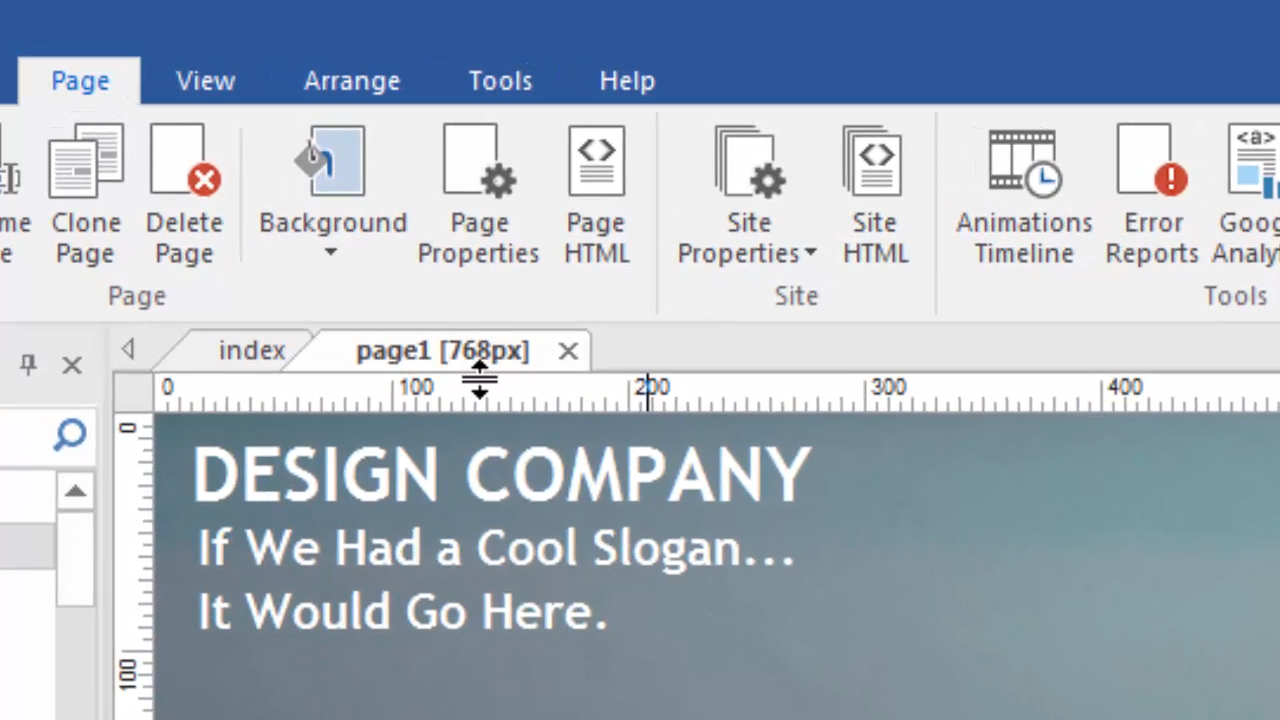 Page View Arrange Tools Help
Clone Page
Delete Page
Background
Page Properties
Page HTML
Site Properties
Site HTML
Animations Timeline
Error Reports
<a>
Page Site Tools
index page1 [768px]
0 100 200 300 400
0
DESIGN COMPANY
If We Had a Cool Slogan...
It Would Go Here.
100